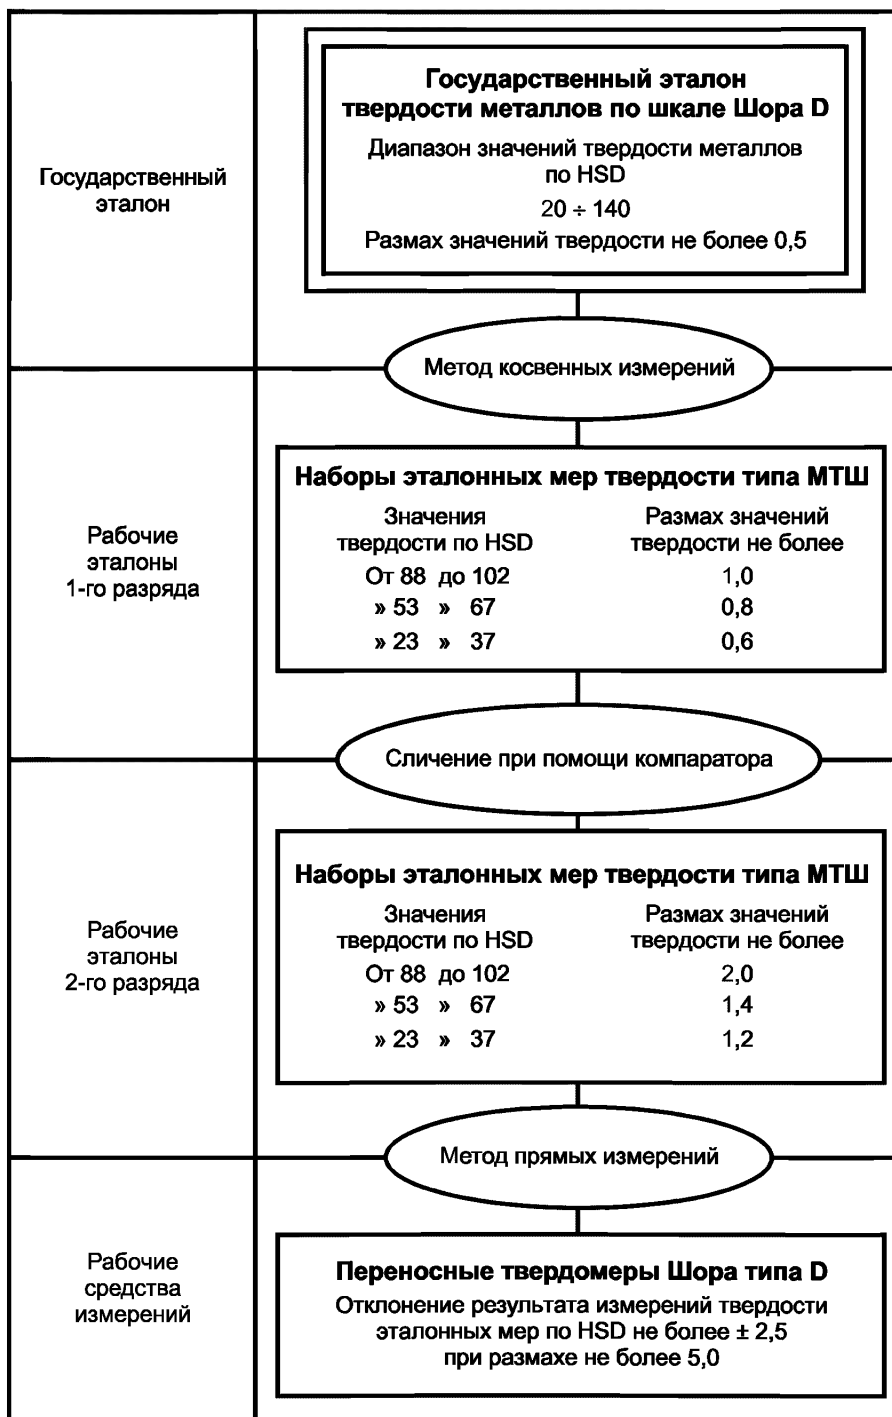 Государственный
эталон
Государственный эталон
твердости металлов по шкале Шора D
Диапазон значений твердости металлов
по HSD
20 ÷ 140
Размах значений твердости не более 0,5
Метод косвенных измерений
Рабочие
эталоны
1-го разряда
Наборы эталонных мер твердости типа МТШ
Значения Размах значений
твердости по HSD твердости не более
От 88 до 102 1,0
» 53 » 67 0,8
» 23 » 37 0,6
Сличение при помощи компаратора
Рабочие
эталоны
2-го разряда
Наборы эталонных мер твердости типа МТШ
Значения Размах значений
твердости по HSD твердости не более
От 88 до 102 2,0
» 53 » 67 1,4
» 23 » 37 1,2
Метод прямых измерений
Рабочие
средства
измерений
Переносные твердомеры Шора типа D
Отклонение результата измерений твердости
эталонных мер по HSD не более ± 2,5
при размахе не более 5,0